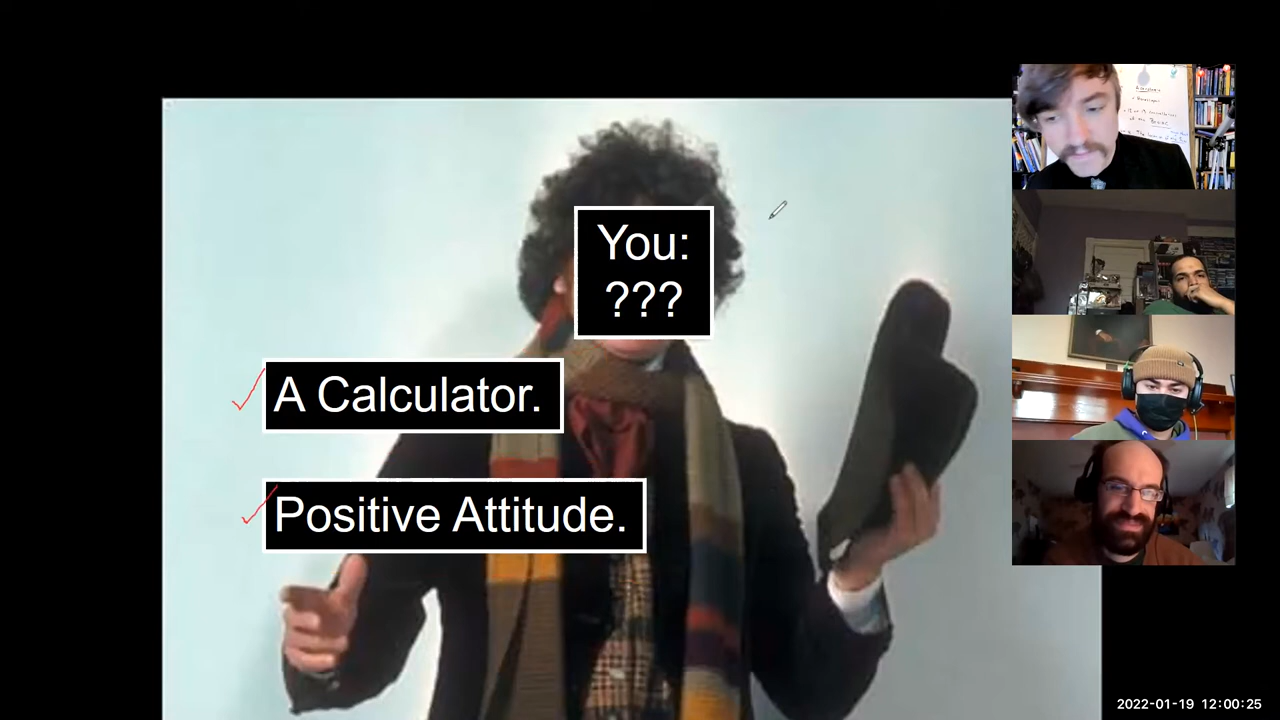 You:
???
A Calculator.
Positive Attitude.
2022-01-19 12:00:25